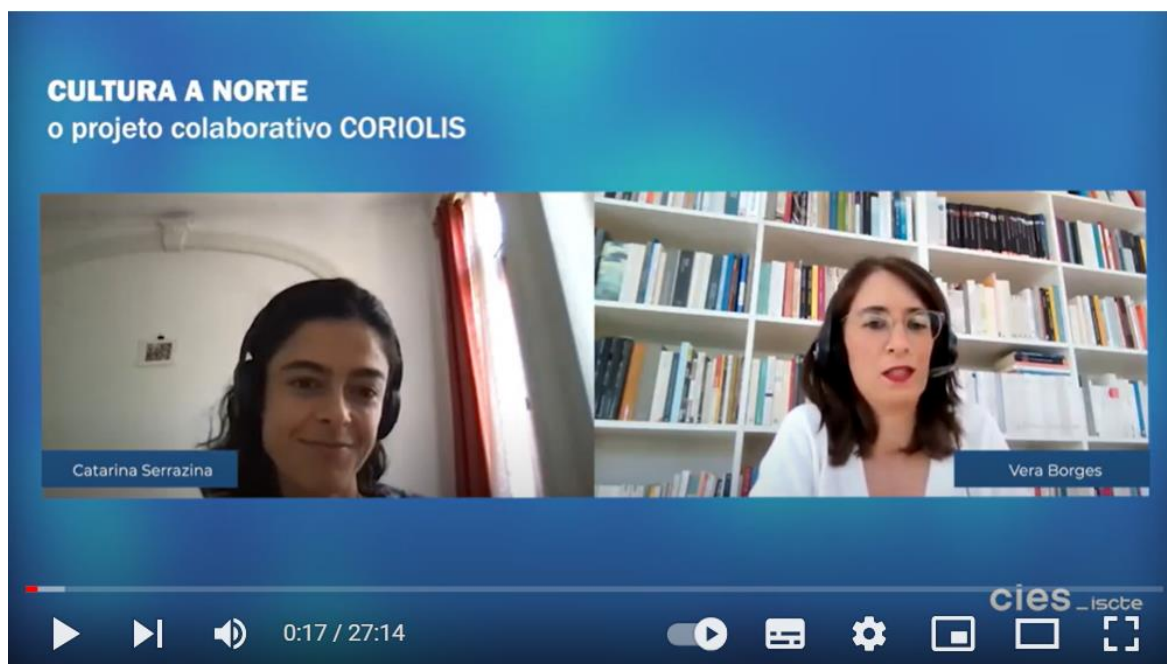 CULTURA A NORTE
o projeto colaborativo CORIOLIS
Catarina Serrazina
Vera Borges
cies_iscte
0:17 / 27:14